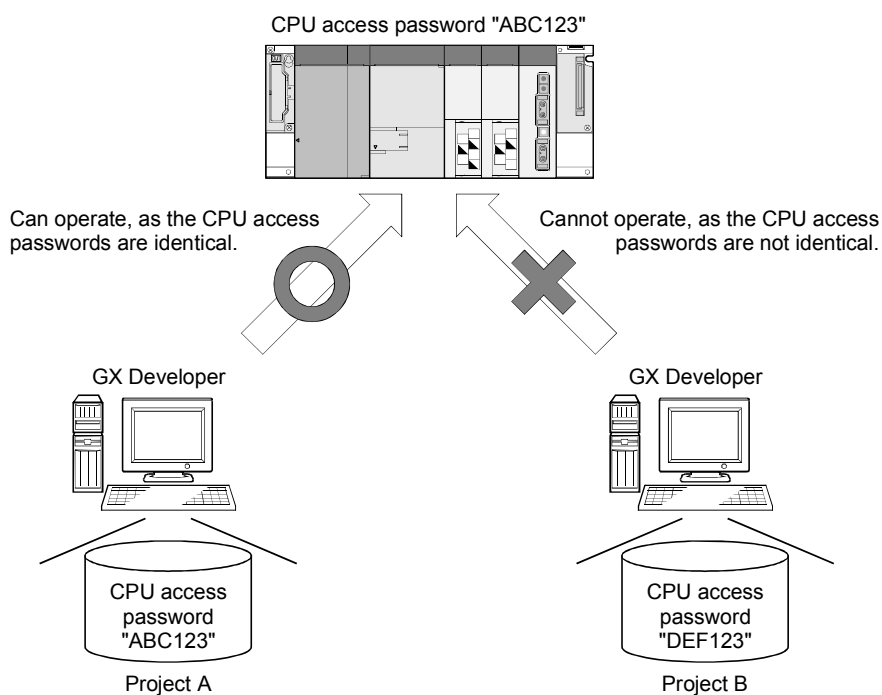 CPU access password "ABC123"
Can operate, as the CPU access
passwords are identical.
Cannot operate, as the CPU access
passwords are not identical.
GX Developer
GX Developer
CPU access
password
"ABC123"
CPU access
password
"DEF123"
Project A
Project B